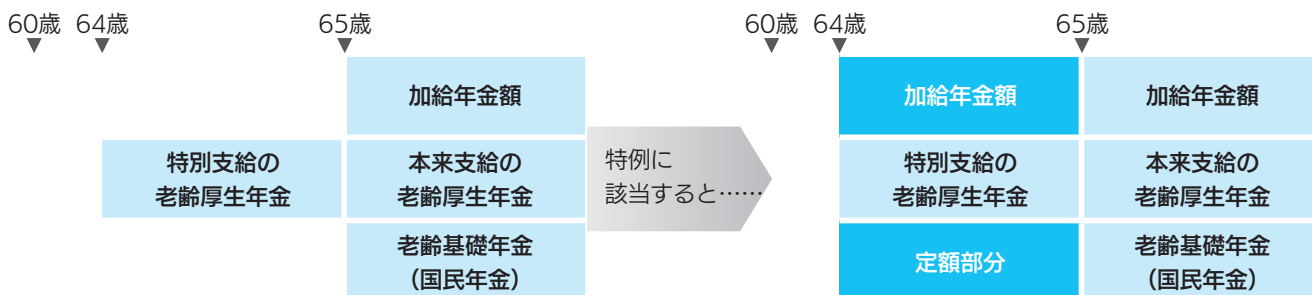 60歳 64歳 65歳
加給年金額
特別支給の
老齢厚生年金
本来支給の
老齢厚生年金
老齢基礎年金
（国民年金）
特例に
該当すると……
60歳 64歳 65歳
加給年金額
加給年金額
特別支給の
老齢厚生年金
本来支給の
老齢厚生年金
定額部分
老齢基礎年金
（国民年金）